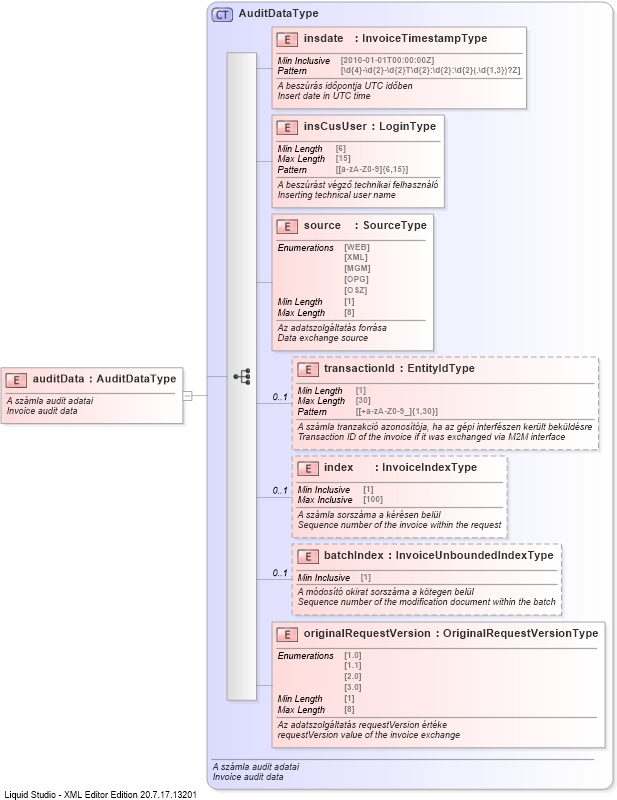 CT AuditDataType
E insdate : InvoiceTimestampType
Min Inclusive [2010-01-01T00:00:00Z]
Pattern [\d{4}-\d{2}-\d{2}T\d{2}:\d{2}:\d{2}(.\d{1,3})?Z]
A beszúrás időpontja UTC időben
Insert date in UTC time
E insCusUser : LoginType
Min Length [6]
Max Length [15]
Pattern [[a-zA-Z0-9]{6,15}]
A beszúrást végző technikai felhasználó
Inserting technical user name
E source : SourceType
Enumerations [WEB]
[XML]
[MGM]
[OPG]
[OSZ]
Min Length [1]
Max Length [8]
Az adatszolgáltatás forrása
Data exchange source
E auditData : AuditDataType
A számla audit adatai
Invoice audit data
0..1
E transactionId : EntityIdType
Min Length [1]
Max Length [30]
Pattern [[+a-zA-Z0-9_]{1,30}]
A számla tranzakció azonosítója, ha az gépi interfészen került beküldésre
Transaction ID of the invoice if it was exchanged via M2M interface
0..1
E index : InvoiceIndexType
Min Inclusive [1]
Max Inclusive [100]
A számla sorszáma a kérésen belül
Sequence number of the invoice within the request
0..1
E batchIndex : InvoiceUnboundedIndexType
Min Inclusive [1]
A módosító okirat sorszáma a kötegen belül
Sequence number of the modification document within the batch
E originalRequestVersion : OriginalRequestVersionType
Enumerations [1.0]
[1.1]
[2.0]
[3.0]
Min Length [1]
Max Length [8]
Az adatszolgáltatás requestVersion értéke
requestVersion value of the invoice exchange
A számla audit adatai
Invoice audit data
Liquid Studio - XML Editor Edition 20.7.17.13201